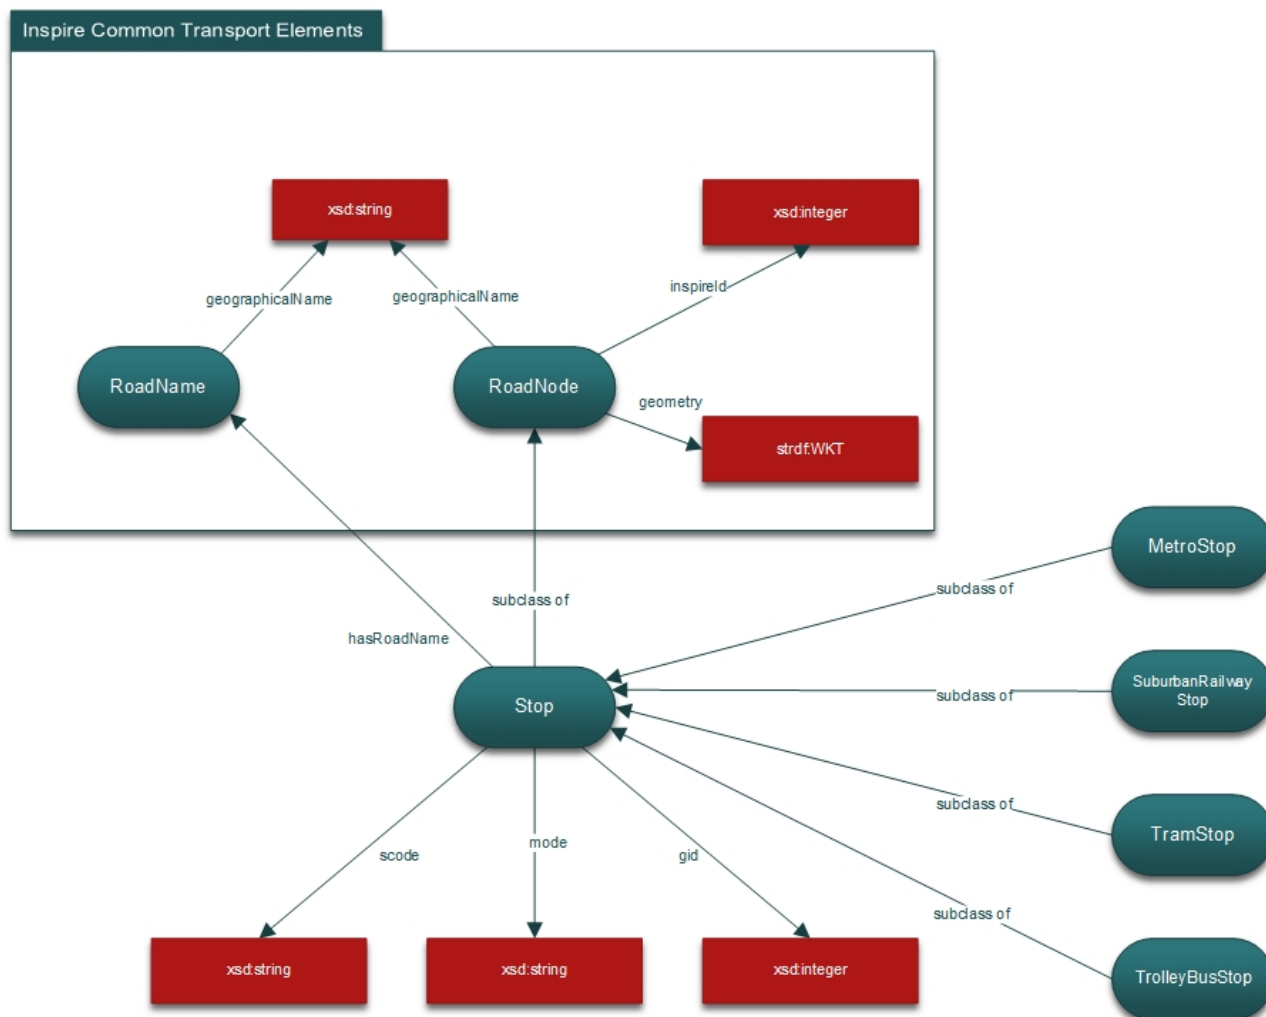 Inspire Common Transport Elements
xsd:string
xsd:integer
geographicalName
geographicalName
inspireId
RoadName
RoadNode
geometry
strdf:WKT
MetroStop
subclass of
subclass of
hasRoadName
SuburbanRailway
Stop
subclass of
Stop
subclass of
TramStop
mode
scode
gid
subclass of
xsd:string
xsd:string
xsd:integer
TrolleyBusStop